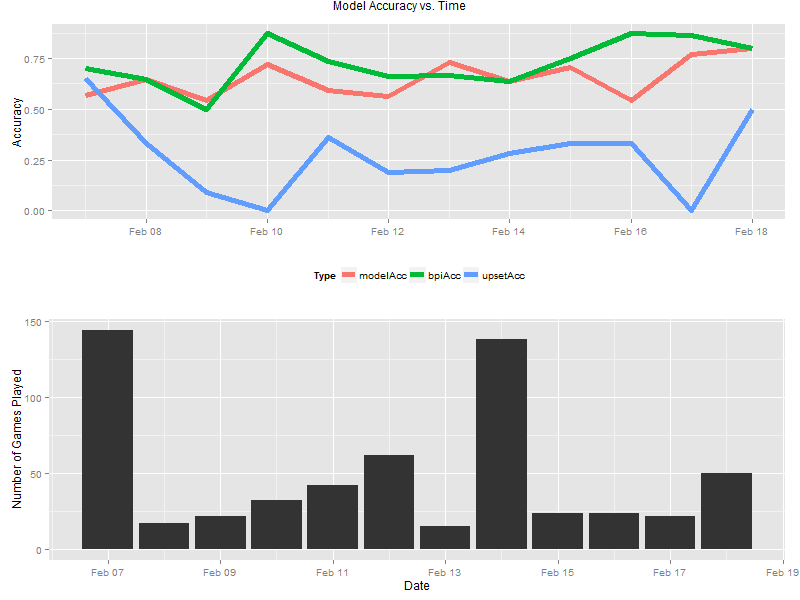 Model Accuracy vs. Time
Accuracy
0.75
0.50
0.25
0.00
Feb 08 Feb 10 Feb 12 Feb 14 Feb 16 Feb 18
Type modelAcc bpiAcc upsetAcc
Number of Games Played
150
100
50
0
Feb 07 Feb 09 Feb 11 Feb 13 Feb 15 Feb 17 Feb 19
Date